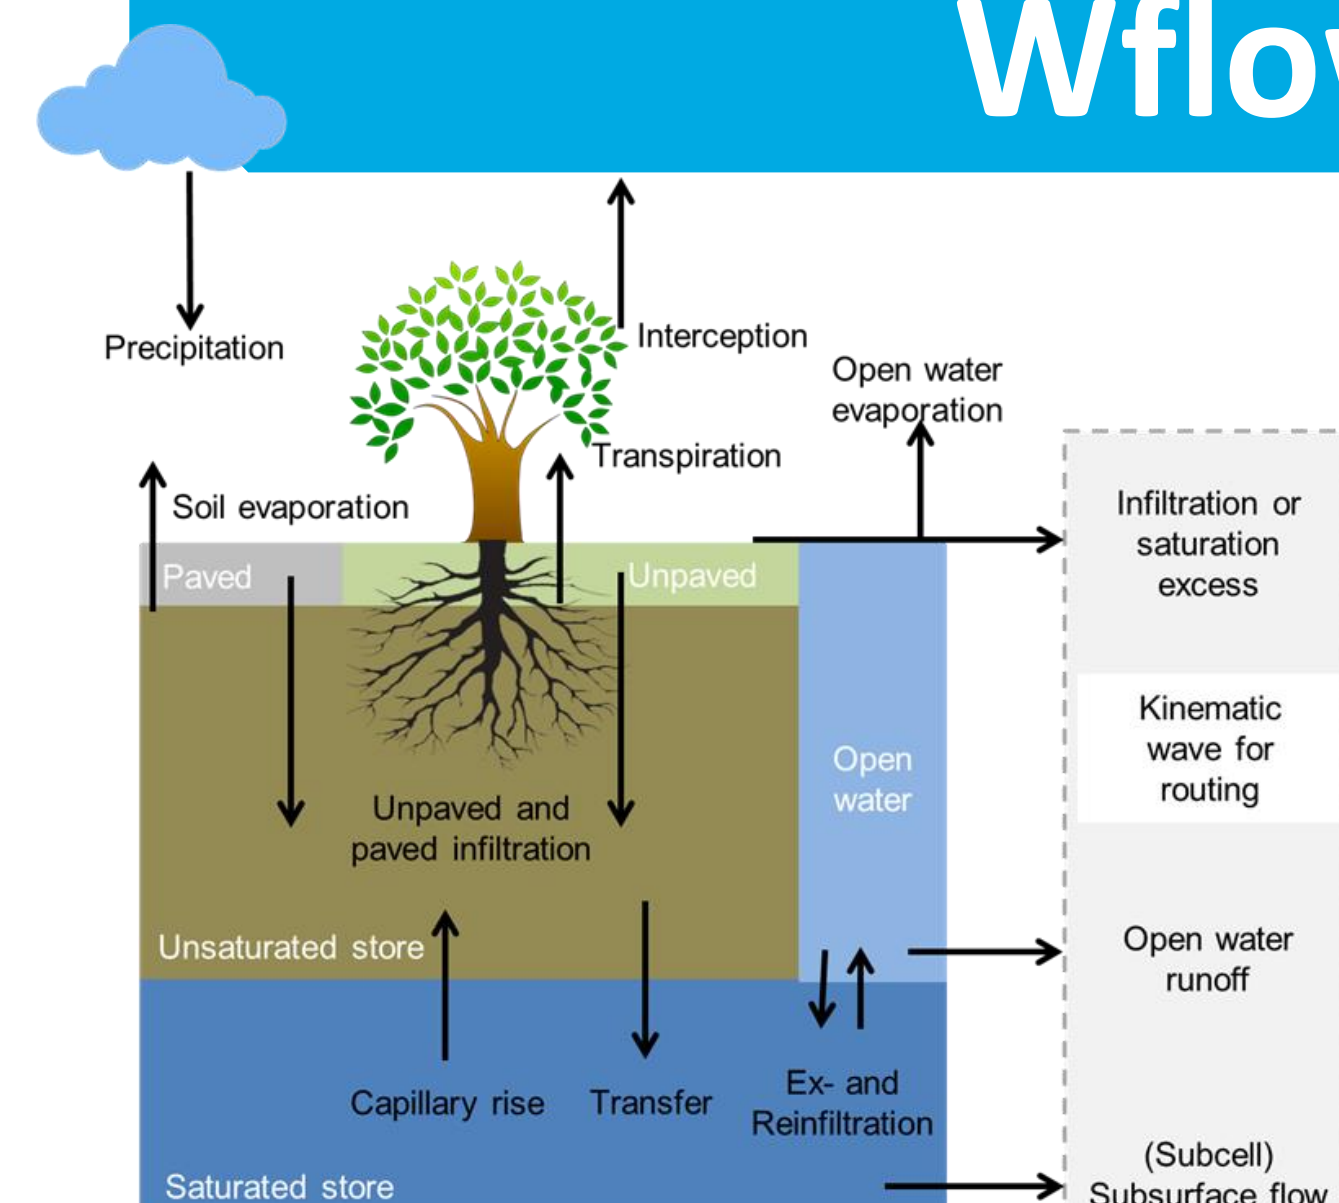 Wflow
Precipitation
Interception
Open water
evaporation
Transpiration
Soil evaporation
Infiltration or
saturation
excess
Paved
Unpaved
Kinematic
wave for
routing
Open
water
Unpaved and
paved infiltration
Unsaturated store
Open water
runoff
Ex- and
Reinfiltration
Capillary rise
Transfer
(Subcell)
Subsurface flow
Saturated store